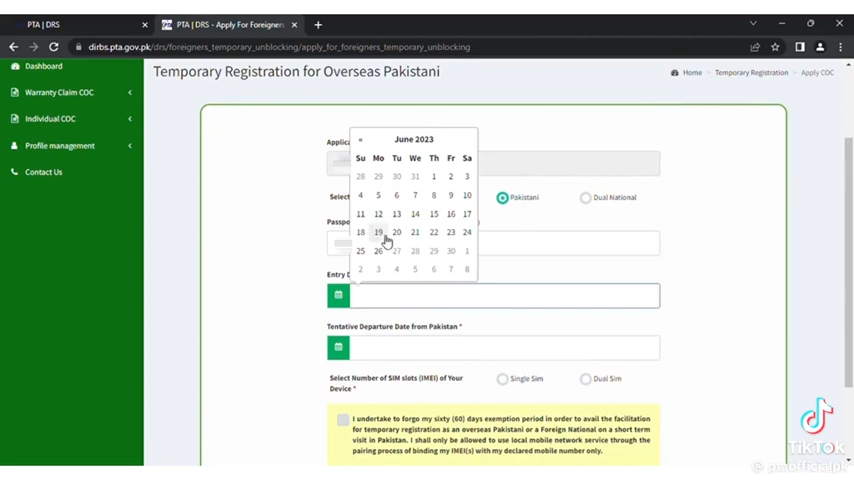 PTA | DRS
PTA | DRS - Apply For Foreigners
dirbs.pta.gov.pk/drs/foreigners_temporary_unblocking/apply_for_foreigners_temporary_unblocking
Dashboard
Warranty Claim COC
Individual COC
Profile management
Contact Us
Temporary Registration for Overseas Pakistani
Home > Temporary Registration > Apply COC
Applica
Select
Pakistani
Dual National
Passpo
« June 2023
Su Mo Tu We Th Fr Sa
28 29 30 31 1 2 3
4 5 6 7 8 9 10
11 12 13 14 15 16 17
18 19 20 21 22 23 24
25 26 27 28 29 30 1
2 3 4 5 6 7 8
Entry D
Tentative Departure Date from Pakistan *
Select Number of SIM slots (IMEI) of Your
Device *
Single Sim
Dual Sim
I undertake to forgo my sixty (60) days exemption period in order to avail the facilitation
for temporary registration as an overseas Pakistani or a Foreign National on a short term
visit in Pakistan. I shall only be allowed to use local mobile network service through the
pairing process of binding my IMEI(s) with my declared mobile number only.
TikTok
@ ptaofficial.pk